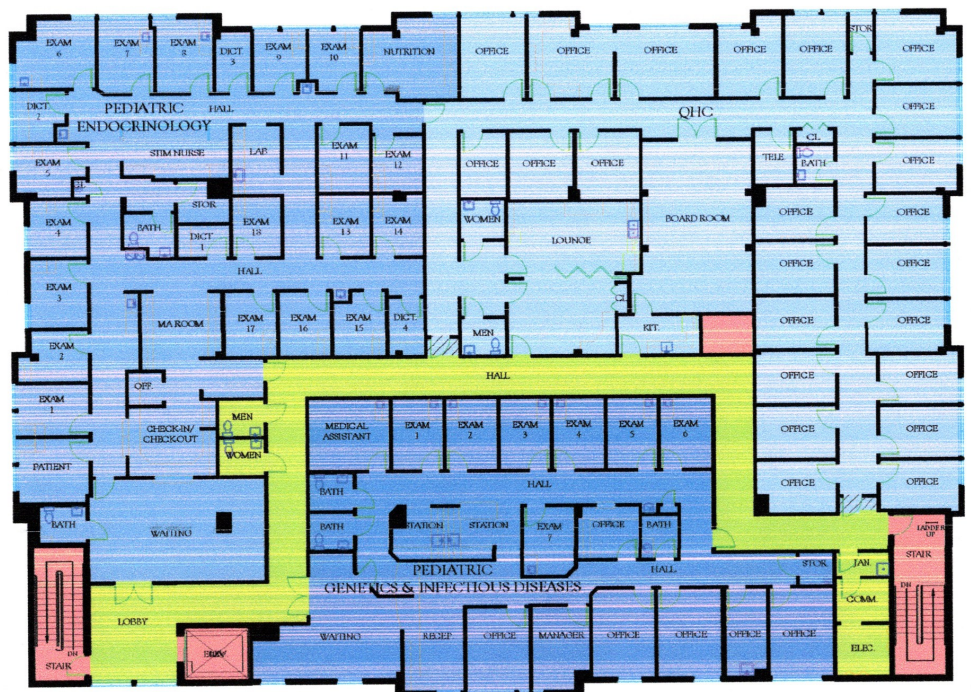 EXAM 6
EXAM 7
EXAM 8
DICT 3
EXAM 9
EXAM 10
NUTRITION
OFFICE
OFFICE
OFFICE
OFFICE
OFFICE
STOR
OFFICE
DICT. 2
PEDIATRIC
HALL
ENDOCRINOLOGY
QHC
OFFICE
EXAM 5
STIM NURSE
LAB
EXAM 11
EXAM 12
OFFICE
OFFICE
OFFICE
TELE
CL
BATH
OFFICE
CL
STOR
EXAM 4
BATH
DICT 1
EXAM 18
EXAM 13
EXAM 14
WOMEN
LOUNGE
BOARD ROOM
OFFICE
OFFICE
HALL
EXAM 3
OFFICE
OFFICE
CL
MA ROOM
EXAM 17
EXAM 16
EXAM 15
DICT. 4
MEN
KIT.
OFFICE
OFFICE
EXAM 2
HALL
OFFICE
OFFICE
OFF.
EXAM 1
MEN
CHECK-IN/
CHECKOUT
WOMEN
MEDICAL
ASSISTANT
EXAM 1
EXAM 2
EXAM 3
EXAM 4
EXAM 5
EXAM 6
OFFICE
OFFICE
PATIENT
HALL
BATH
OFFICE
OFFICE
BATH
WAITING
BATH
STATION
STATION
EXAM 7
OFFICE
BATH
LADDER
UP
STAIR
PEDIATRIC
HALL
STOR
JAN.
GENETICS & INFECTIOUS DISEASES
COMM.
DN
LOBBY
WAITING
RECEP
OFFICE
MANAGER
OFFICE
OFFICE
OFFICE
OFFICE
ELEC.
DN
STAIR
ELEV